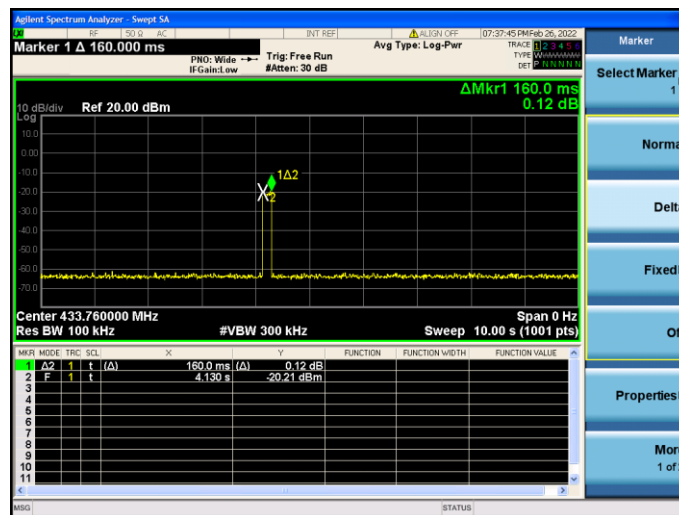 Agilent Spectrum Analyzer - Swept SA
RF 50 Ω AC INT REF ALIGN OFF 07:37:45 PM Feb 26, 2022
Marker 1 Δ 160.000 ms
PNO: Wide
IFGain:Low
Trig: Free Run
#Atten: 30 dB
Avg Type: Log-Pwr
TRACE 1 2 3 4 5 6
TYPE WWWWWW
DET P N N N N N
ΔMkr1 160.0 ms
0.12 dB
10 dB/div Ref 20.00 dBm
Log
10.0
0.00
-10.0
-20.0
-30.0
-40.0
-50.0
-60.0
-70.0
1Δ2
2
Center 433.760000 MHz Span 0 Hz
Res BW 100 kHz #VBW 300 kHz Sweep 10.00 s (1001 pts)
MKR MODE TRC SCL X Y FUNCTION FUNCTION WIDTH FUNCTION VALUE
1 Δ2 1 t (Δ) 160.0 ms (Δ) 0.12 dB
2 F 1 t 4.130 s -20.21 dBm
3
4
5
6
7
8
9
10
11
MSG STATUS
Marker
Select Marker
1
Norma
Delta
Fixed
Of
Properties
More
1 of